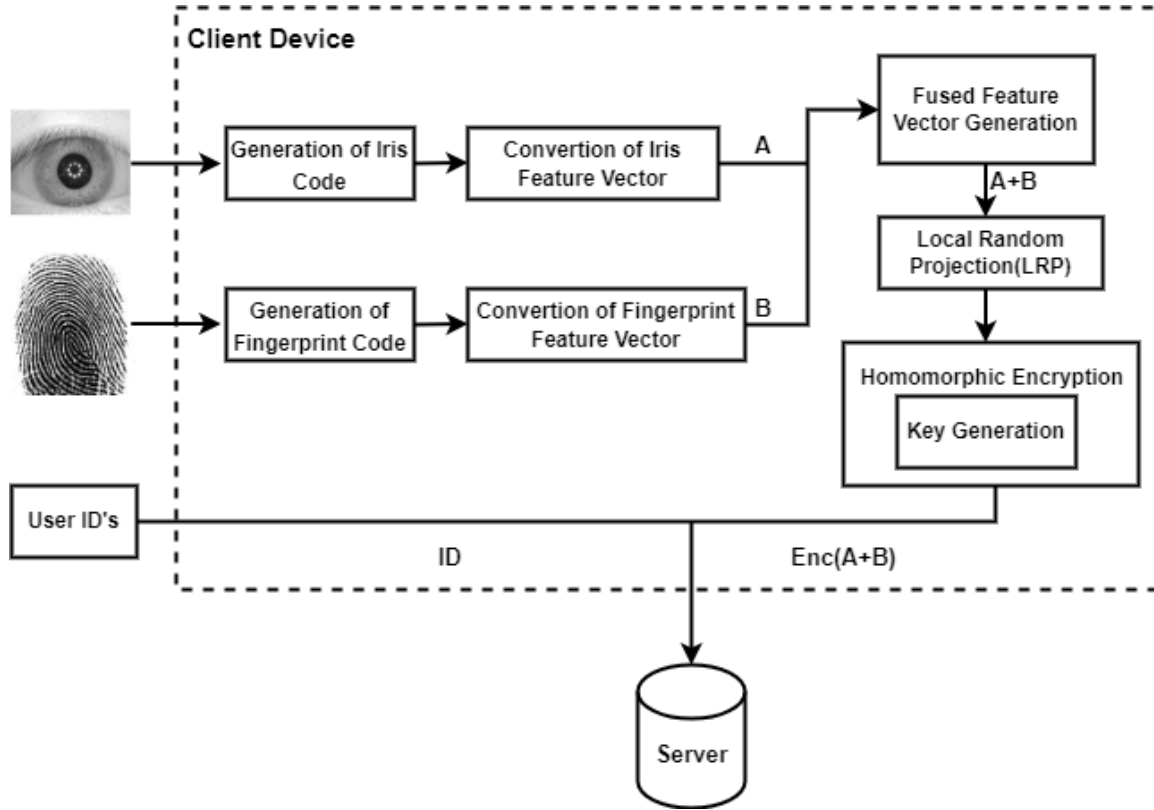 Client Device
Generation of Iris
Code
Convertion of Iris
Feature Vector
A
Fused Feature
Vector Generation
A+B
Local Random
Projection(LRP)
Generation of
Fingerprint Code
Convertion of Fingerprint
Feature Vector
B
Homomorphic Encryption
Key Generation
User ID's
ID
Enc(A+B)
Server